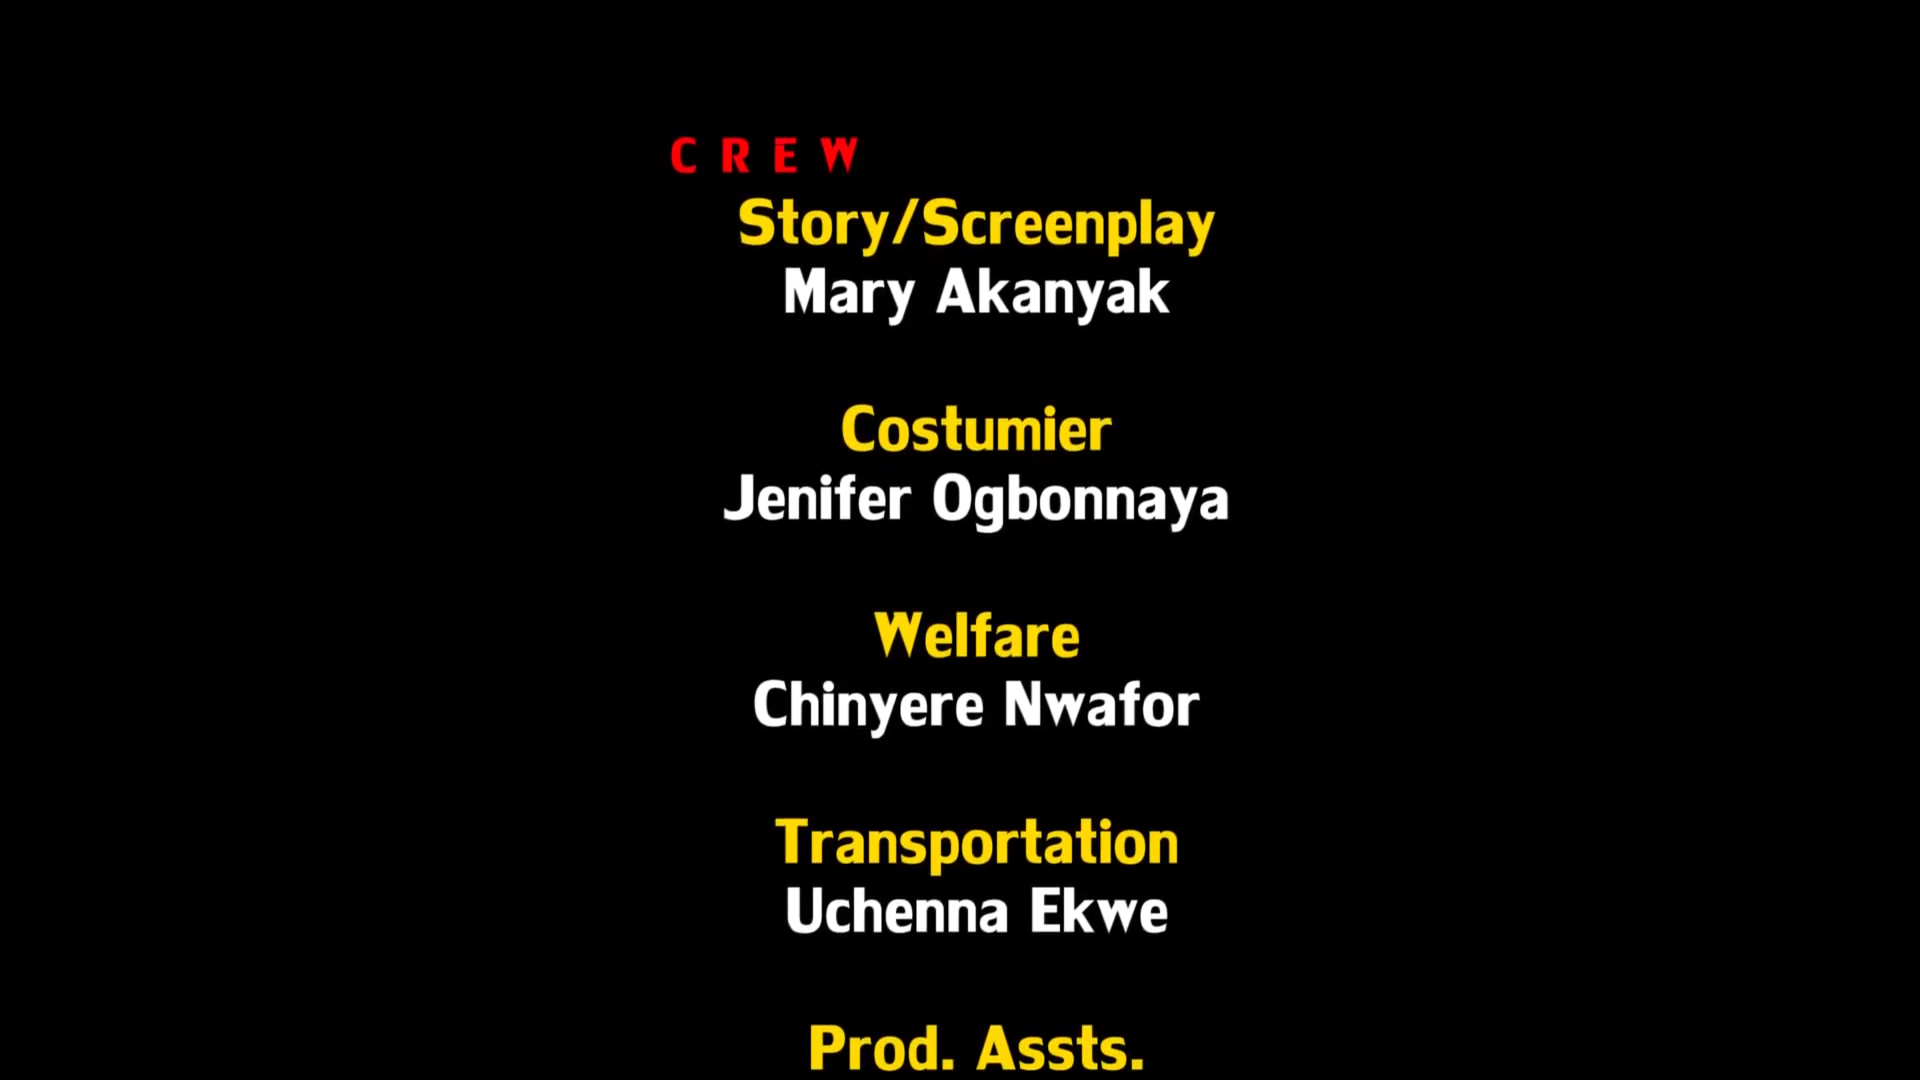 C R E W
Story/Screenplay
Mary Akanyak
Costumier
Jenifer Ogbonnaya
Welfare
Chinyere Nwafor
Transportation
Uchenna Ekwe
Prod. Assts.